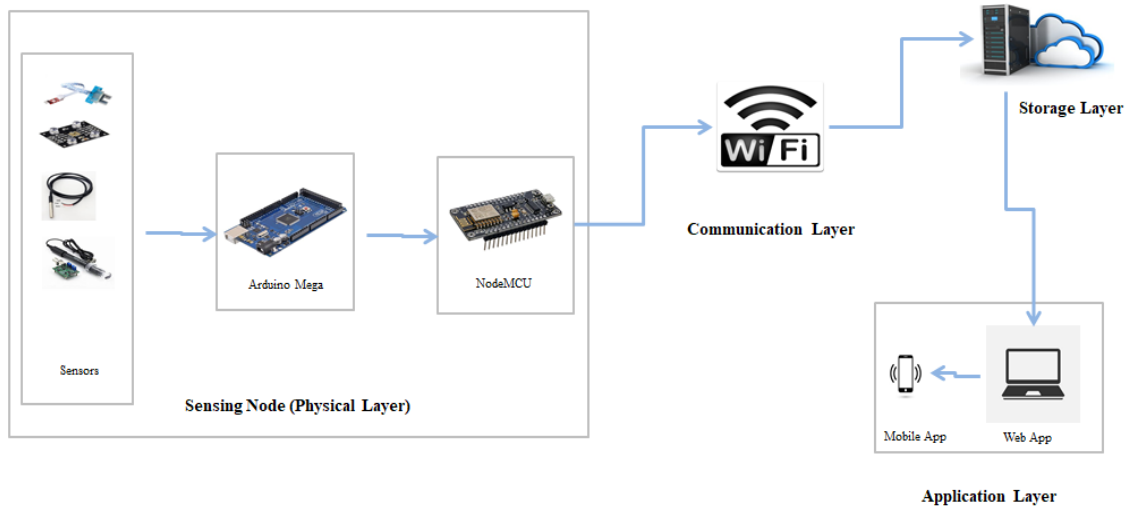 Sensors
Arduino Mega
NodeMCU
Sensing Node (Physical Layer)
Wi Fi
Communication Layer
Storage Layer
Mobile App
Web App
Application Layer